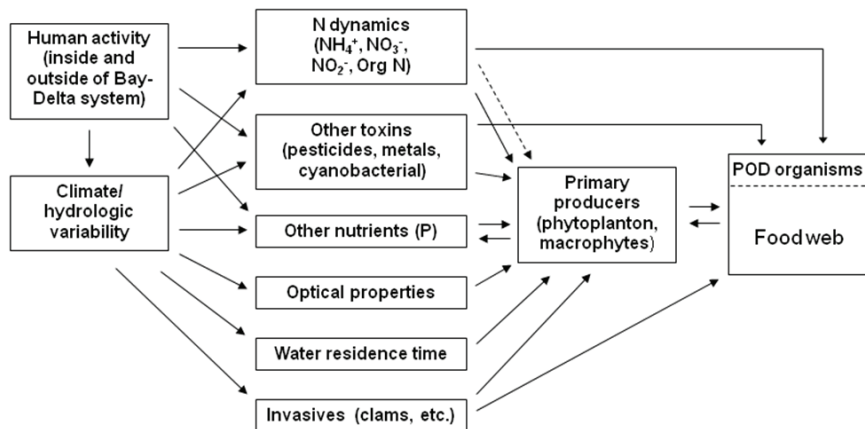 Human activity
(inside and
outside of Bay-
Delta system)
Climate/
hydrologic
variability
N dynamics
(NH₄⁺, NO₃⁻,
NO₂⁻, Org N)
Other toxins
(pesticides, metals,
cyanobacterial)
Other nutrients (P)
Optical properties
Water residence time
Invasives (clams, etc.)
Primary
producers
(phytoplanton,
macrophytes)
POD organisms
Food web